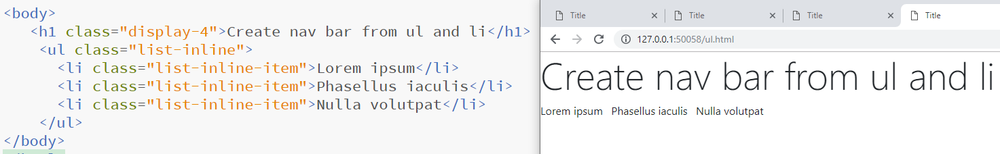 <body>
<h1 class="display-4">Create nav bar from ul and li</h1>
<ul class="list-inline">
<li class="list-inline-item">Lorem ipsum</li>
<li class="list-inline-item">Phasellus iaculis</li>
<li class="list-inline-item">Nulla volutpat</li>
</ul>
</body>
Title Title Title Title
127.0.0.1:50058/ul.html
Create nav bar from ul and li
Lorem ipsum Phasellus iaculis Nulla volutpat